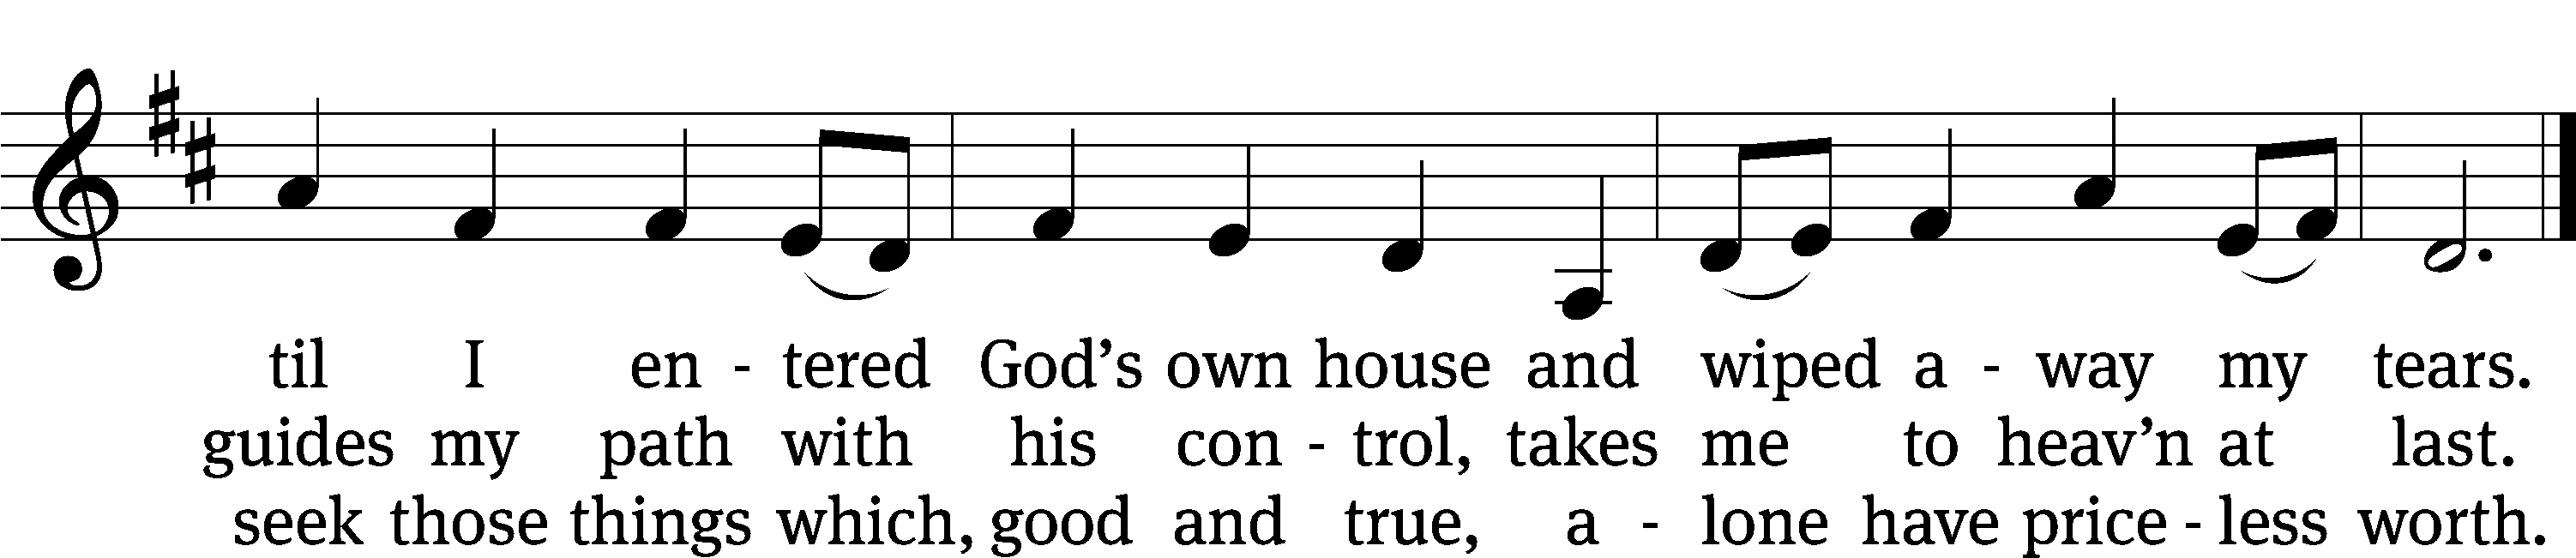 til I en - tered God’s own house and wiped a - way my tears.
guides my path with his con - trol, takes me to heav’n at last.
seek those things which, good and true, a - lone have price - less worth.